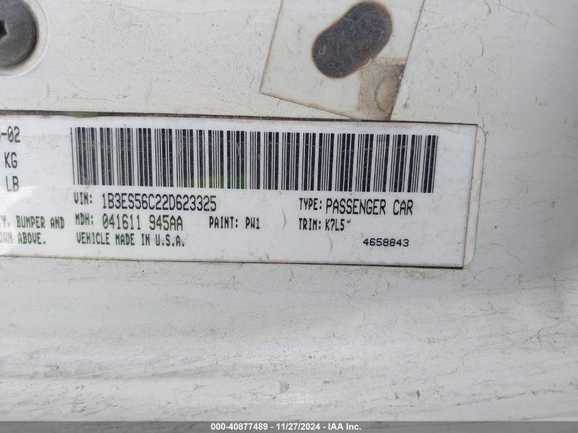 -02
KG
LB
VIN: 1B3ES56C22D623325 TYPE: PASSENGER CAR
Y, BUMPER AND MDH: 041611 945AA PAINT: PW1 TRIM: K7L5
WN ABOVE. VEHICLE MADE IN U.S.A. 4658843
000-40877489 - 11/27/2024 - IAA Inc.